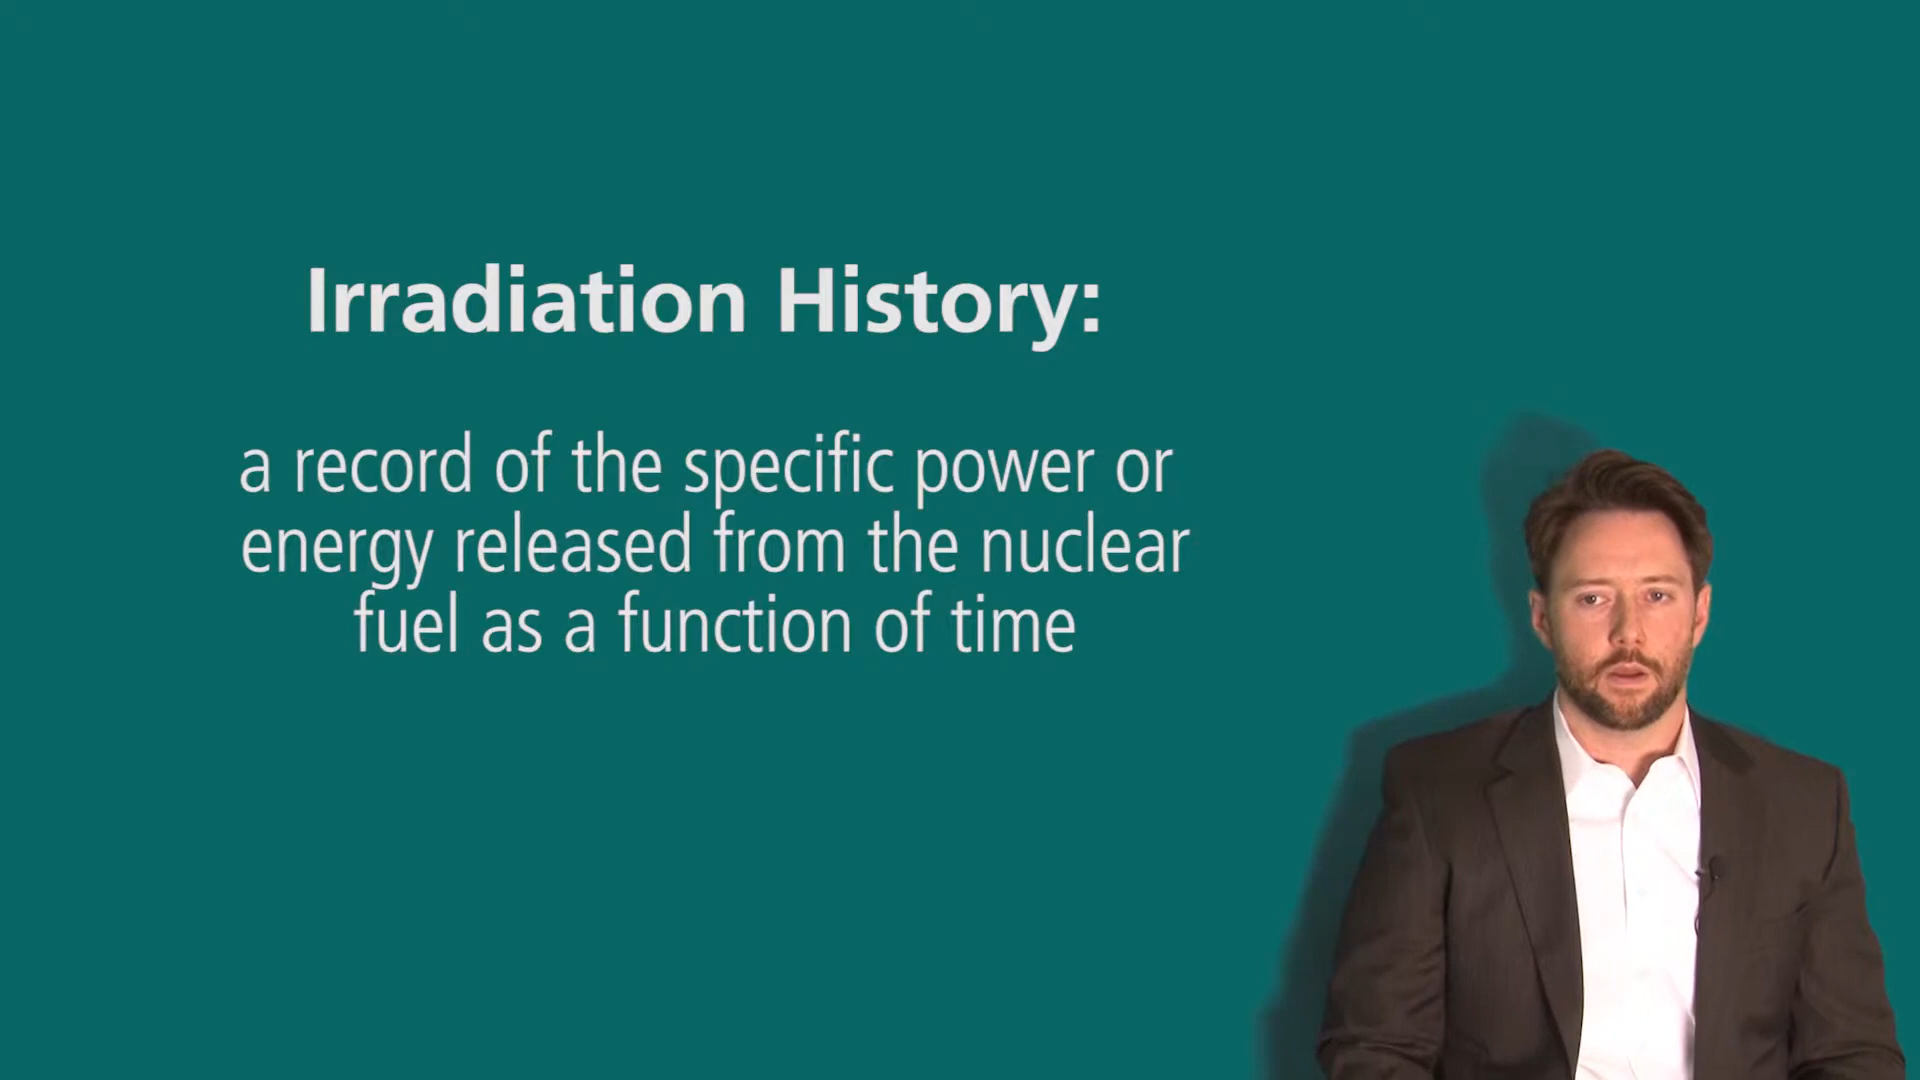 Irradiation History:
a record of the specific power or
energy released from the nuclear
fuel as a function of time